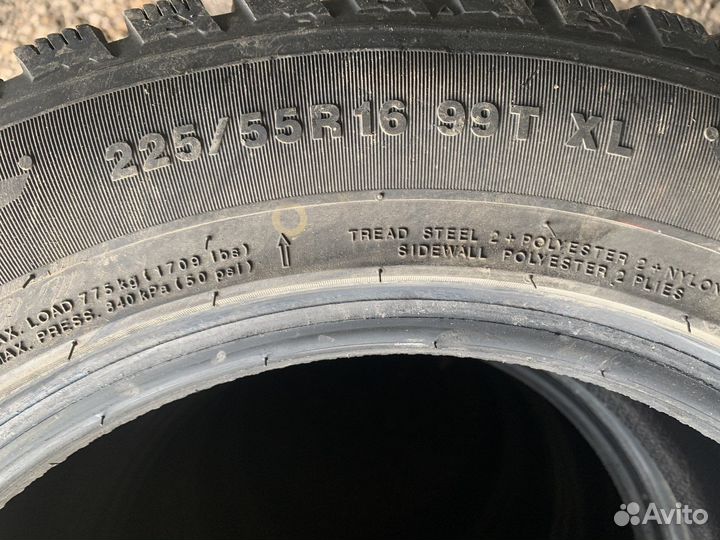 225/55R16 99T XL
TREAD STEEL 2 + POLYESTER 2 + NYLON
SIDEWALL POLYESTER 2 PLIES
AX. LOAD 775 kg (1709 lbs)
MAX. PRESS. 340 kPa (50 psi)
Avito